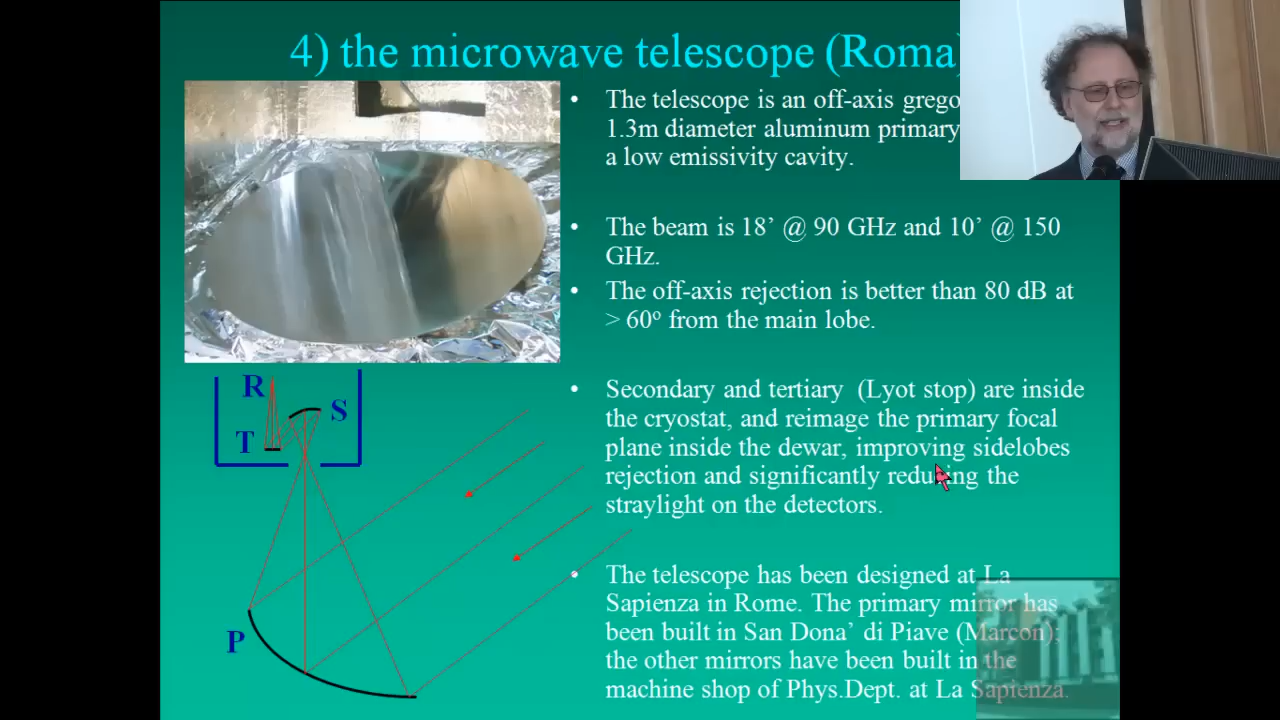 4) the microwave telescope (Roma)
• The telescope is an off-axis grego
1.3m diameter aluminum primary
a low emissivity cavity.
• The beam is 18’ @ 90 GHz and 10’ @ 150
GHz.
• The off-axis rejection is better than 80 dB at
> 60º from the main lobe.
R
S
T
P
• Secondary and tertiary (Lyot stop) are inside
the cryostat, and reimage the primary focal
plane inside the dewar, improving sidelobes
rejection and significantly reducing the
straylight on the detectors.
• The telescope has been designed at La
Sapienza in Rome. The primary mirror has
been built in San Dona’ di Piave (Marcon);
the other mirrors have been built in the
machine shop of Phys.Dept. at La Sapienza.